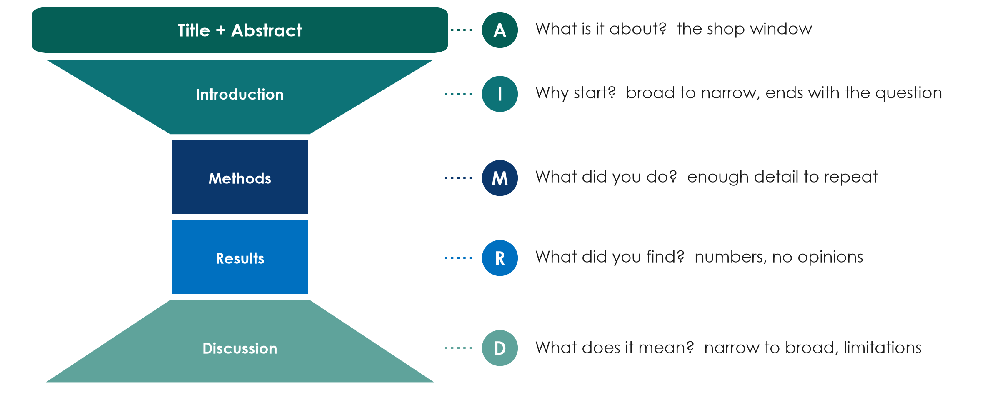 Title + Abstract
A
What is it about?  the shop window
Introduction
I
Why start?  broad to narrow, ends with the question
Methods
M
What did you do?  enough detail to repeat
Results
R
What did you find?  numbers, no opinions
Discussion
D
What does it mean?  narrow to broad, limitations